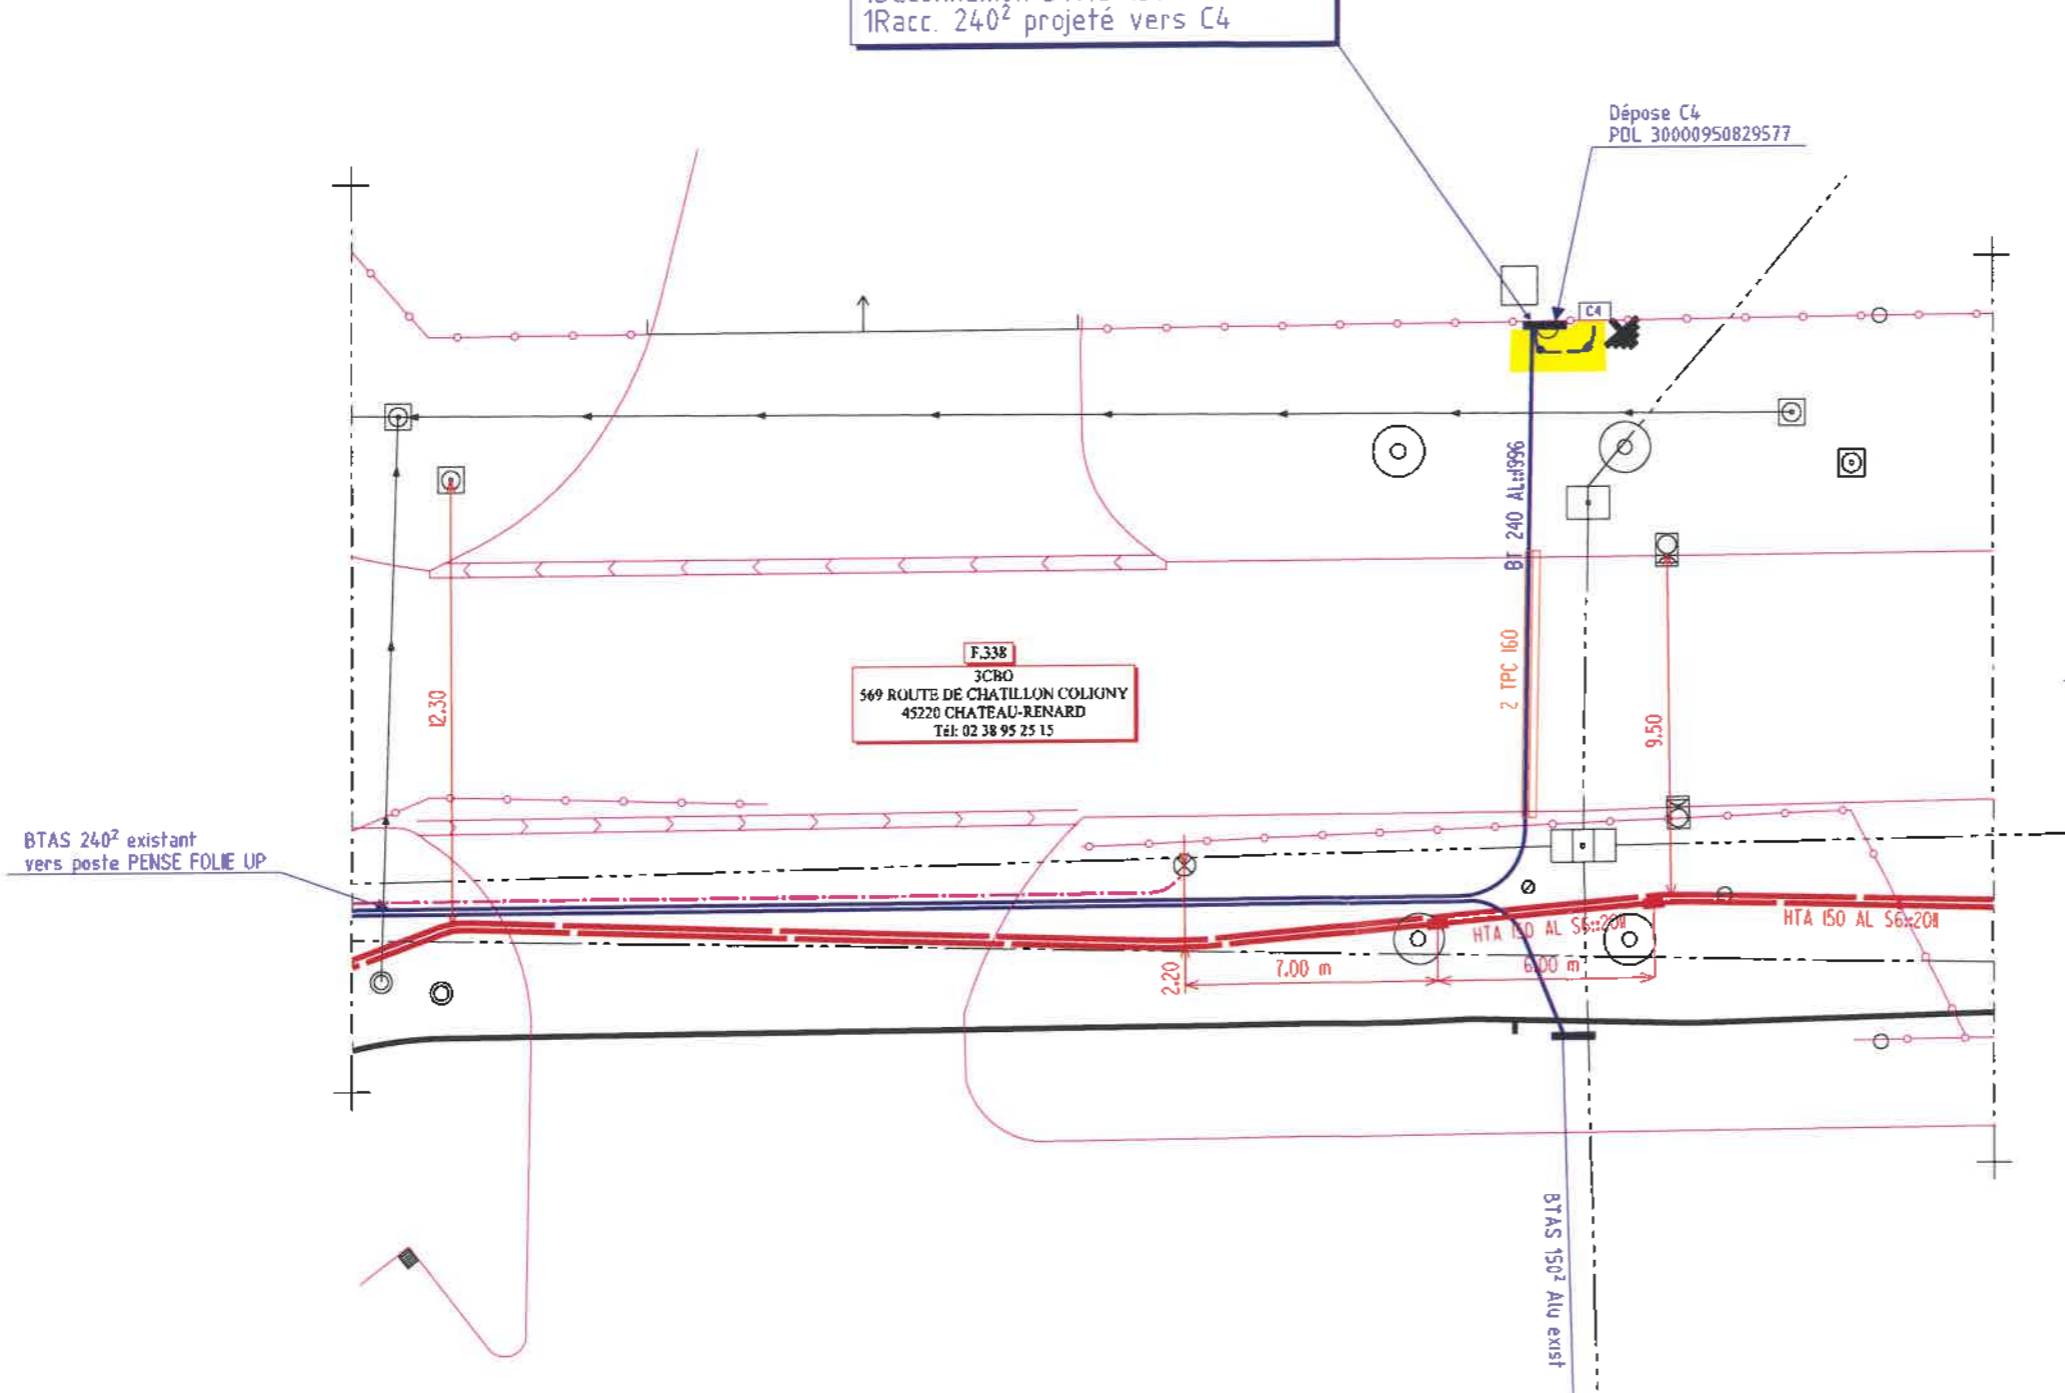 1Racc. 240² projeté vers C4
Dépose C4
PDL 30000950829577
C4
BT 240 AL::1996
2 TPC 160
12.30
9.50
F.338
3CBO
569 ROUTE DE CHATILLON COLIGNY
45220 CHATEAU-RENARD
Tél: 02 38 95 25 15
BTAS 240² existant
vers poste PENSE FOLIE UP
HTA 150 AL S6::201
HTA 150 AL S6::201
2.20
7.00 m
6.00 m
BTAS 150² Alu exist